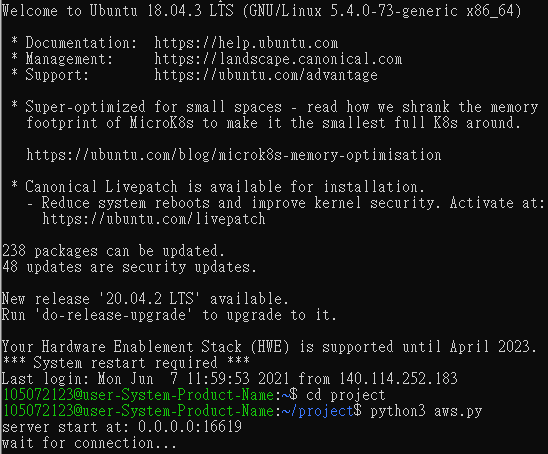 Welcome to Ubuntu 18.04.3 LTS (GNU/Linux 5.4.0-73-generic x86_64)
* Documentation: https://help.ubuntu.com
* Management: https://landscape.canonical.com
* Support: https://ubuntu.com/advantage
* Super-optimized for small spaces - read how we shrank the memory
footprint of MicroK8s to make it the smallest full K8s around.
https://ubuntu.com/blog/microk8s-memory-optimisation
* Canonical Livepatch is available for installation.
- Reduce system reboots and improve kernel security. Activate at:
https://ubuntu.com/livepatch
238 packages can be updated.
48 updates are security updates.
New release '20.04.2 LTS' available.
Run 'do-release-upgrade' to upgrade to it.
Your Hardware Enablement Stack (HWE) is supported until April 2023.
*** System restart required ***
Last login: Mon Jun 7 11:59:53 2021 from 140.114.252.183
105072123@user-System-Product-Name:~$ cd project
105072123@user-System-Product-Name:~/project$ python3 aws.py
server start at: 0.0.0.0:16619
wait for connection...